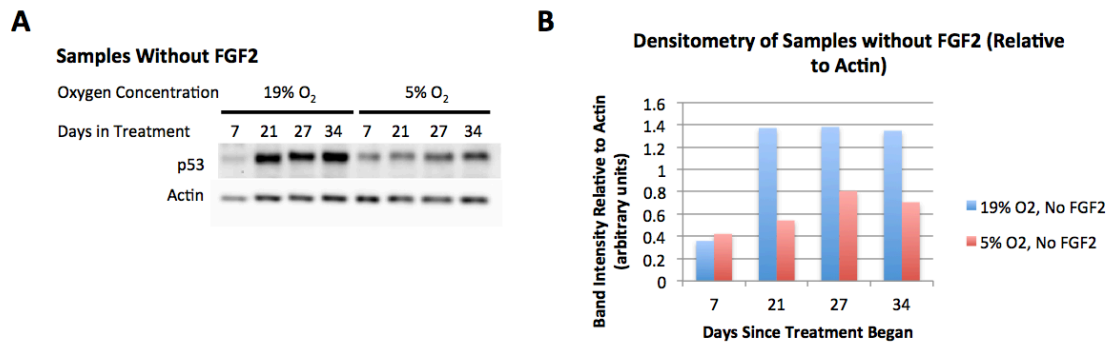 A
Samples Without FGF2
Oxygen Concentration 19% O2 5% O2
Days in Treatment 7 21 27 34 7 21 27 34
p53
Actin
B
Densitometry of Samples without FGF2 (Relative
to Actin)
Band Intensity Relative to Actin
(arbitrary units)
1.6
1.4
1.2
1
0.8
0.6
0.4
0.2
0
7 21 27 34
Days Since Treatment Began
19% O2, No FGF2
5% O2, No FGF2